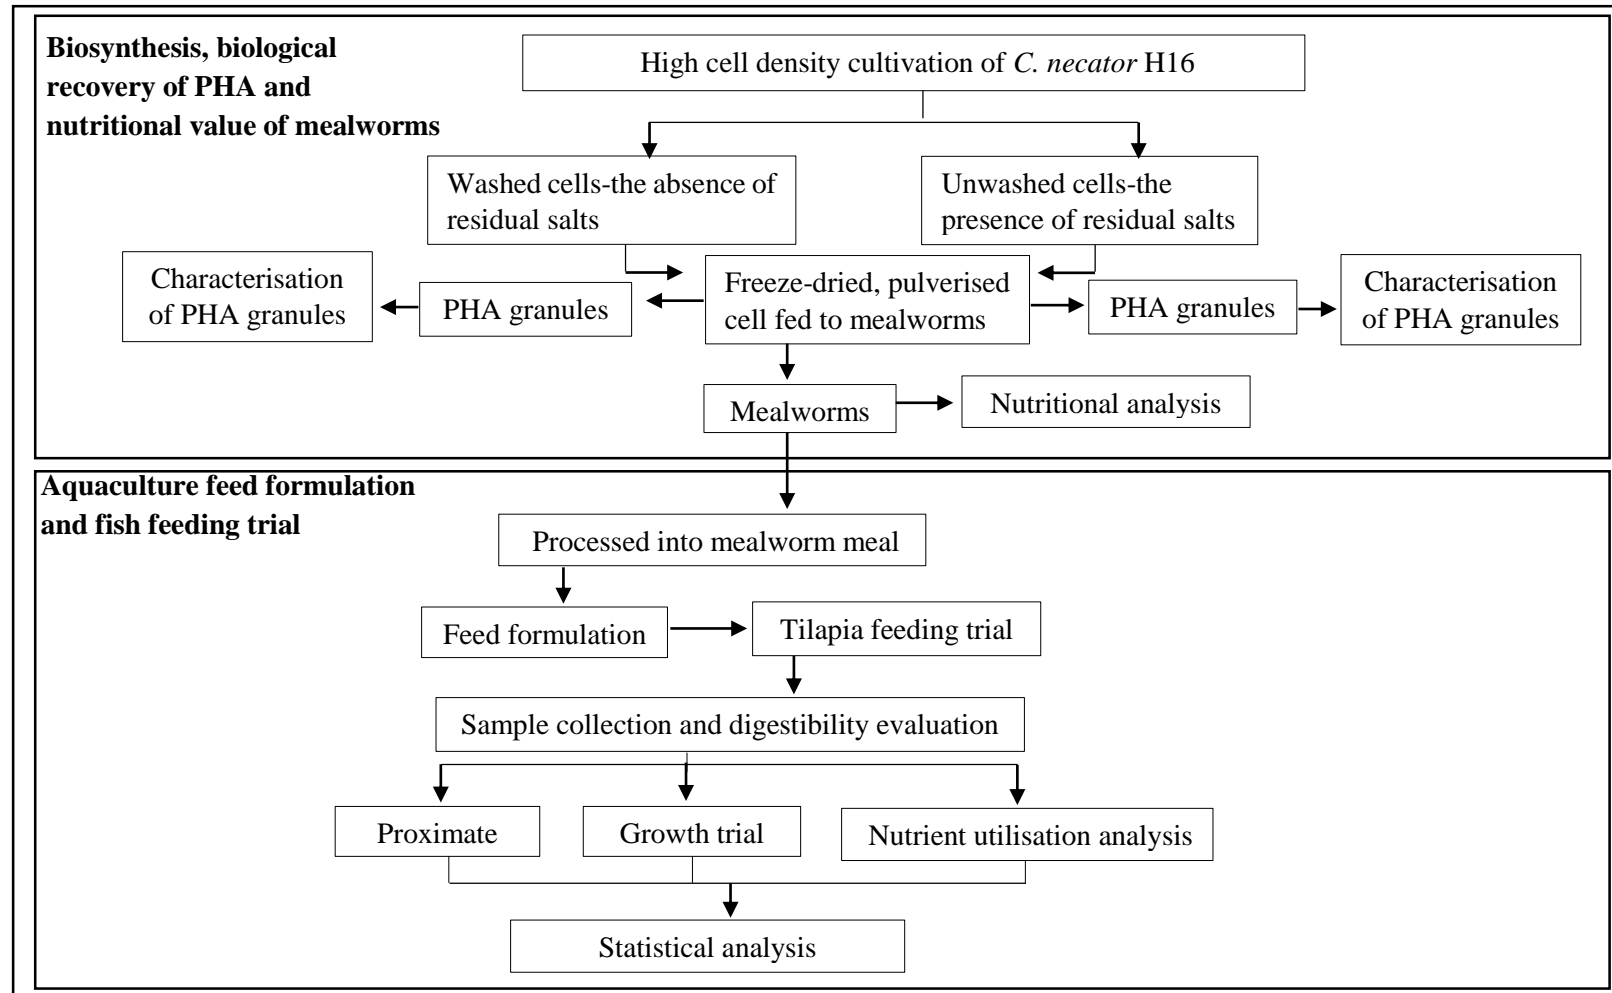 Biosynthesis, biological
recovery of PHA and
nutritional value of mealworms
High cell density cultivation of C. necator H16
Washed cells-the absence of
residual salts
Unwashed cells-the
presence of residual salts
Characterisation
of PHA granules
PHA granules
Freeze-dried, pulverised
cell fed to mealworms
PHA granules
Characterisation
of PHA granules
Mealworms
Nutritional analysis
Aquaculture feed formulation
and fish feeding trial
Processed into mealworm meal
Feed formulation
Tilapia feeding trial
Sample collection and digestibility evaluation
Proximate
Growth trial
Nutrient utilisation analysis
Statistical analysis